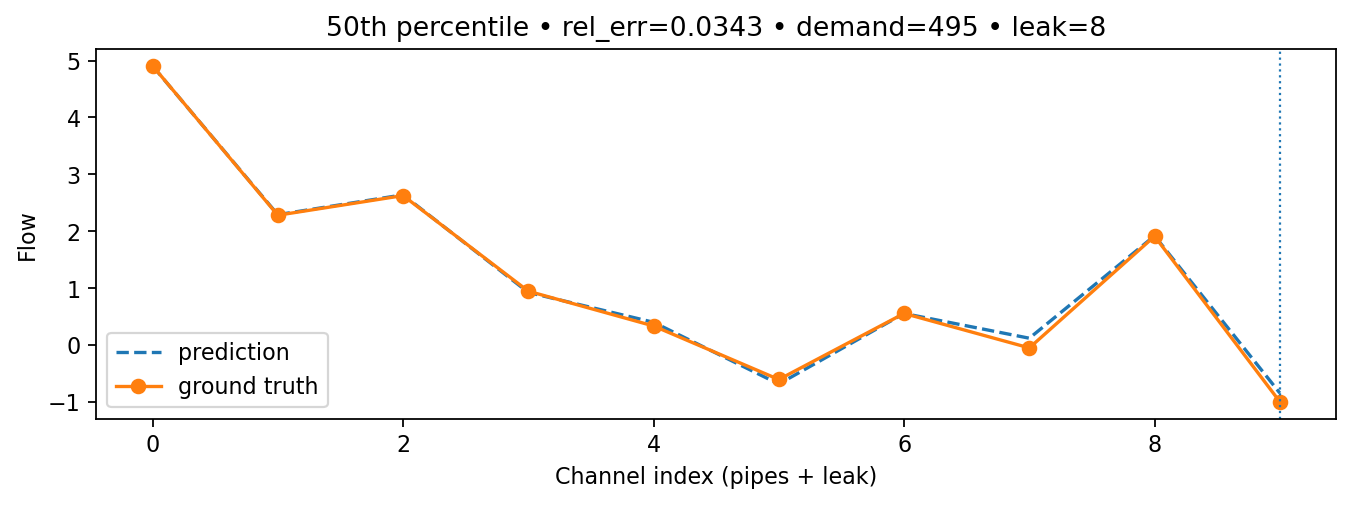 50th percentile • rel_err=0.0343 • demand=495 • leak=8
5
4
3
2
1
0
−1
Flow
prediction
ground truth
0 2 4 6 8
Channel index (pipes + leak)